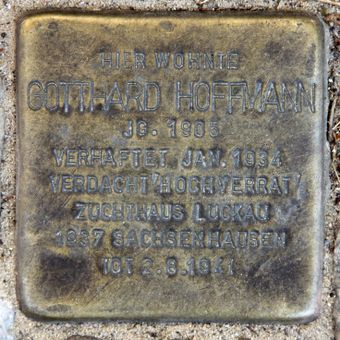 HIER WOHNTE
GOTTHARD HOFFMANN
JG. 1905
VERHAFTET JAN. 1934
VERDACHT 'HOCHVERRAT'
ZUCHTHAUS LUCKAU
1937 SACHSENHAUSEN
TOT 2.8.1941